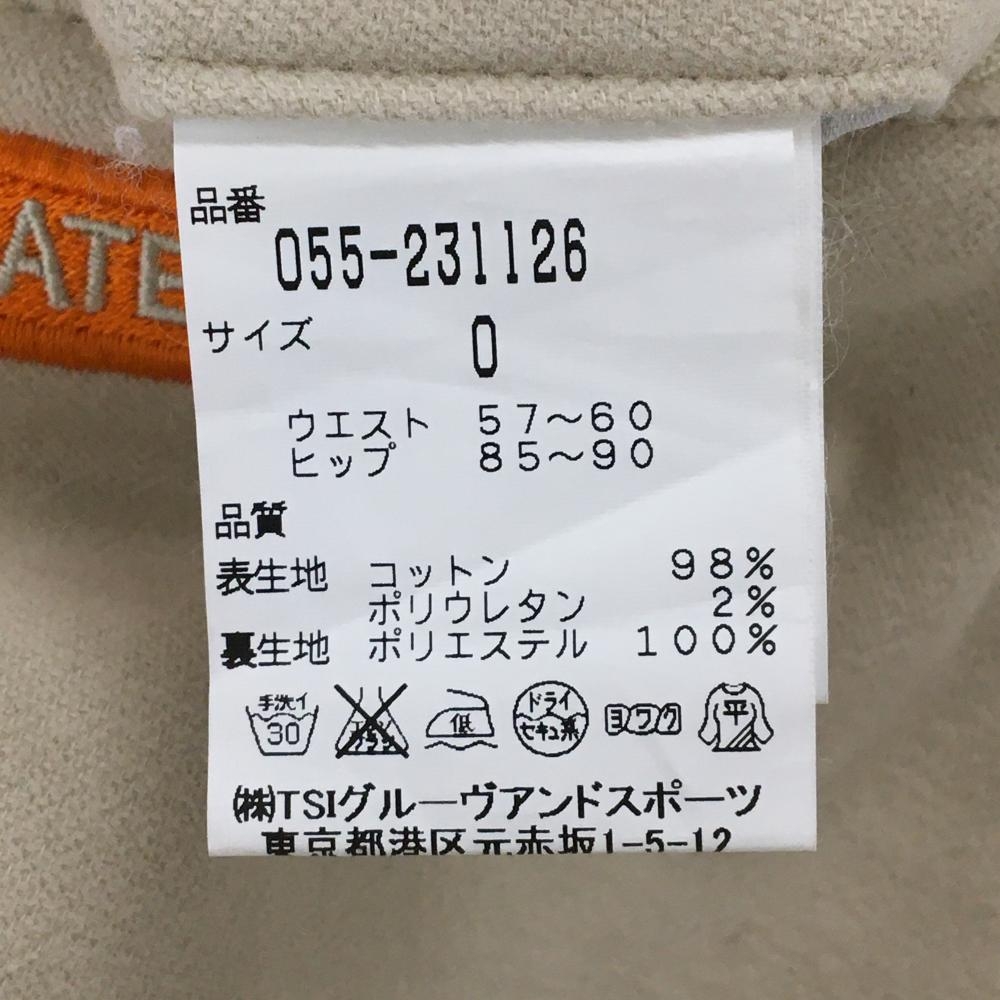 品番
055-231126
サイズ 0
ウエスト 57～60
ヒップ 85～90
品質
表生地 コットン 98%
ポリウレタン 2%
裏生地 ポリエステル 100%
手洗イ 30 低 ドライ セキユ系 ヨワク 平
㈱TSIグルーヴアンドスポーツ
東京都港区元赤坂1-5-12
ATE